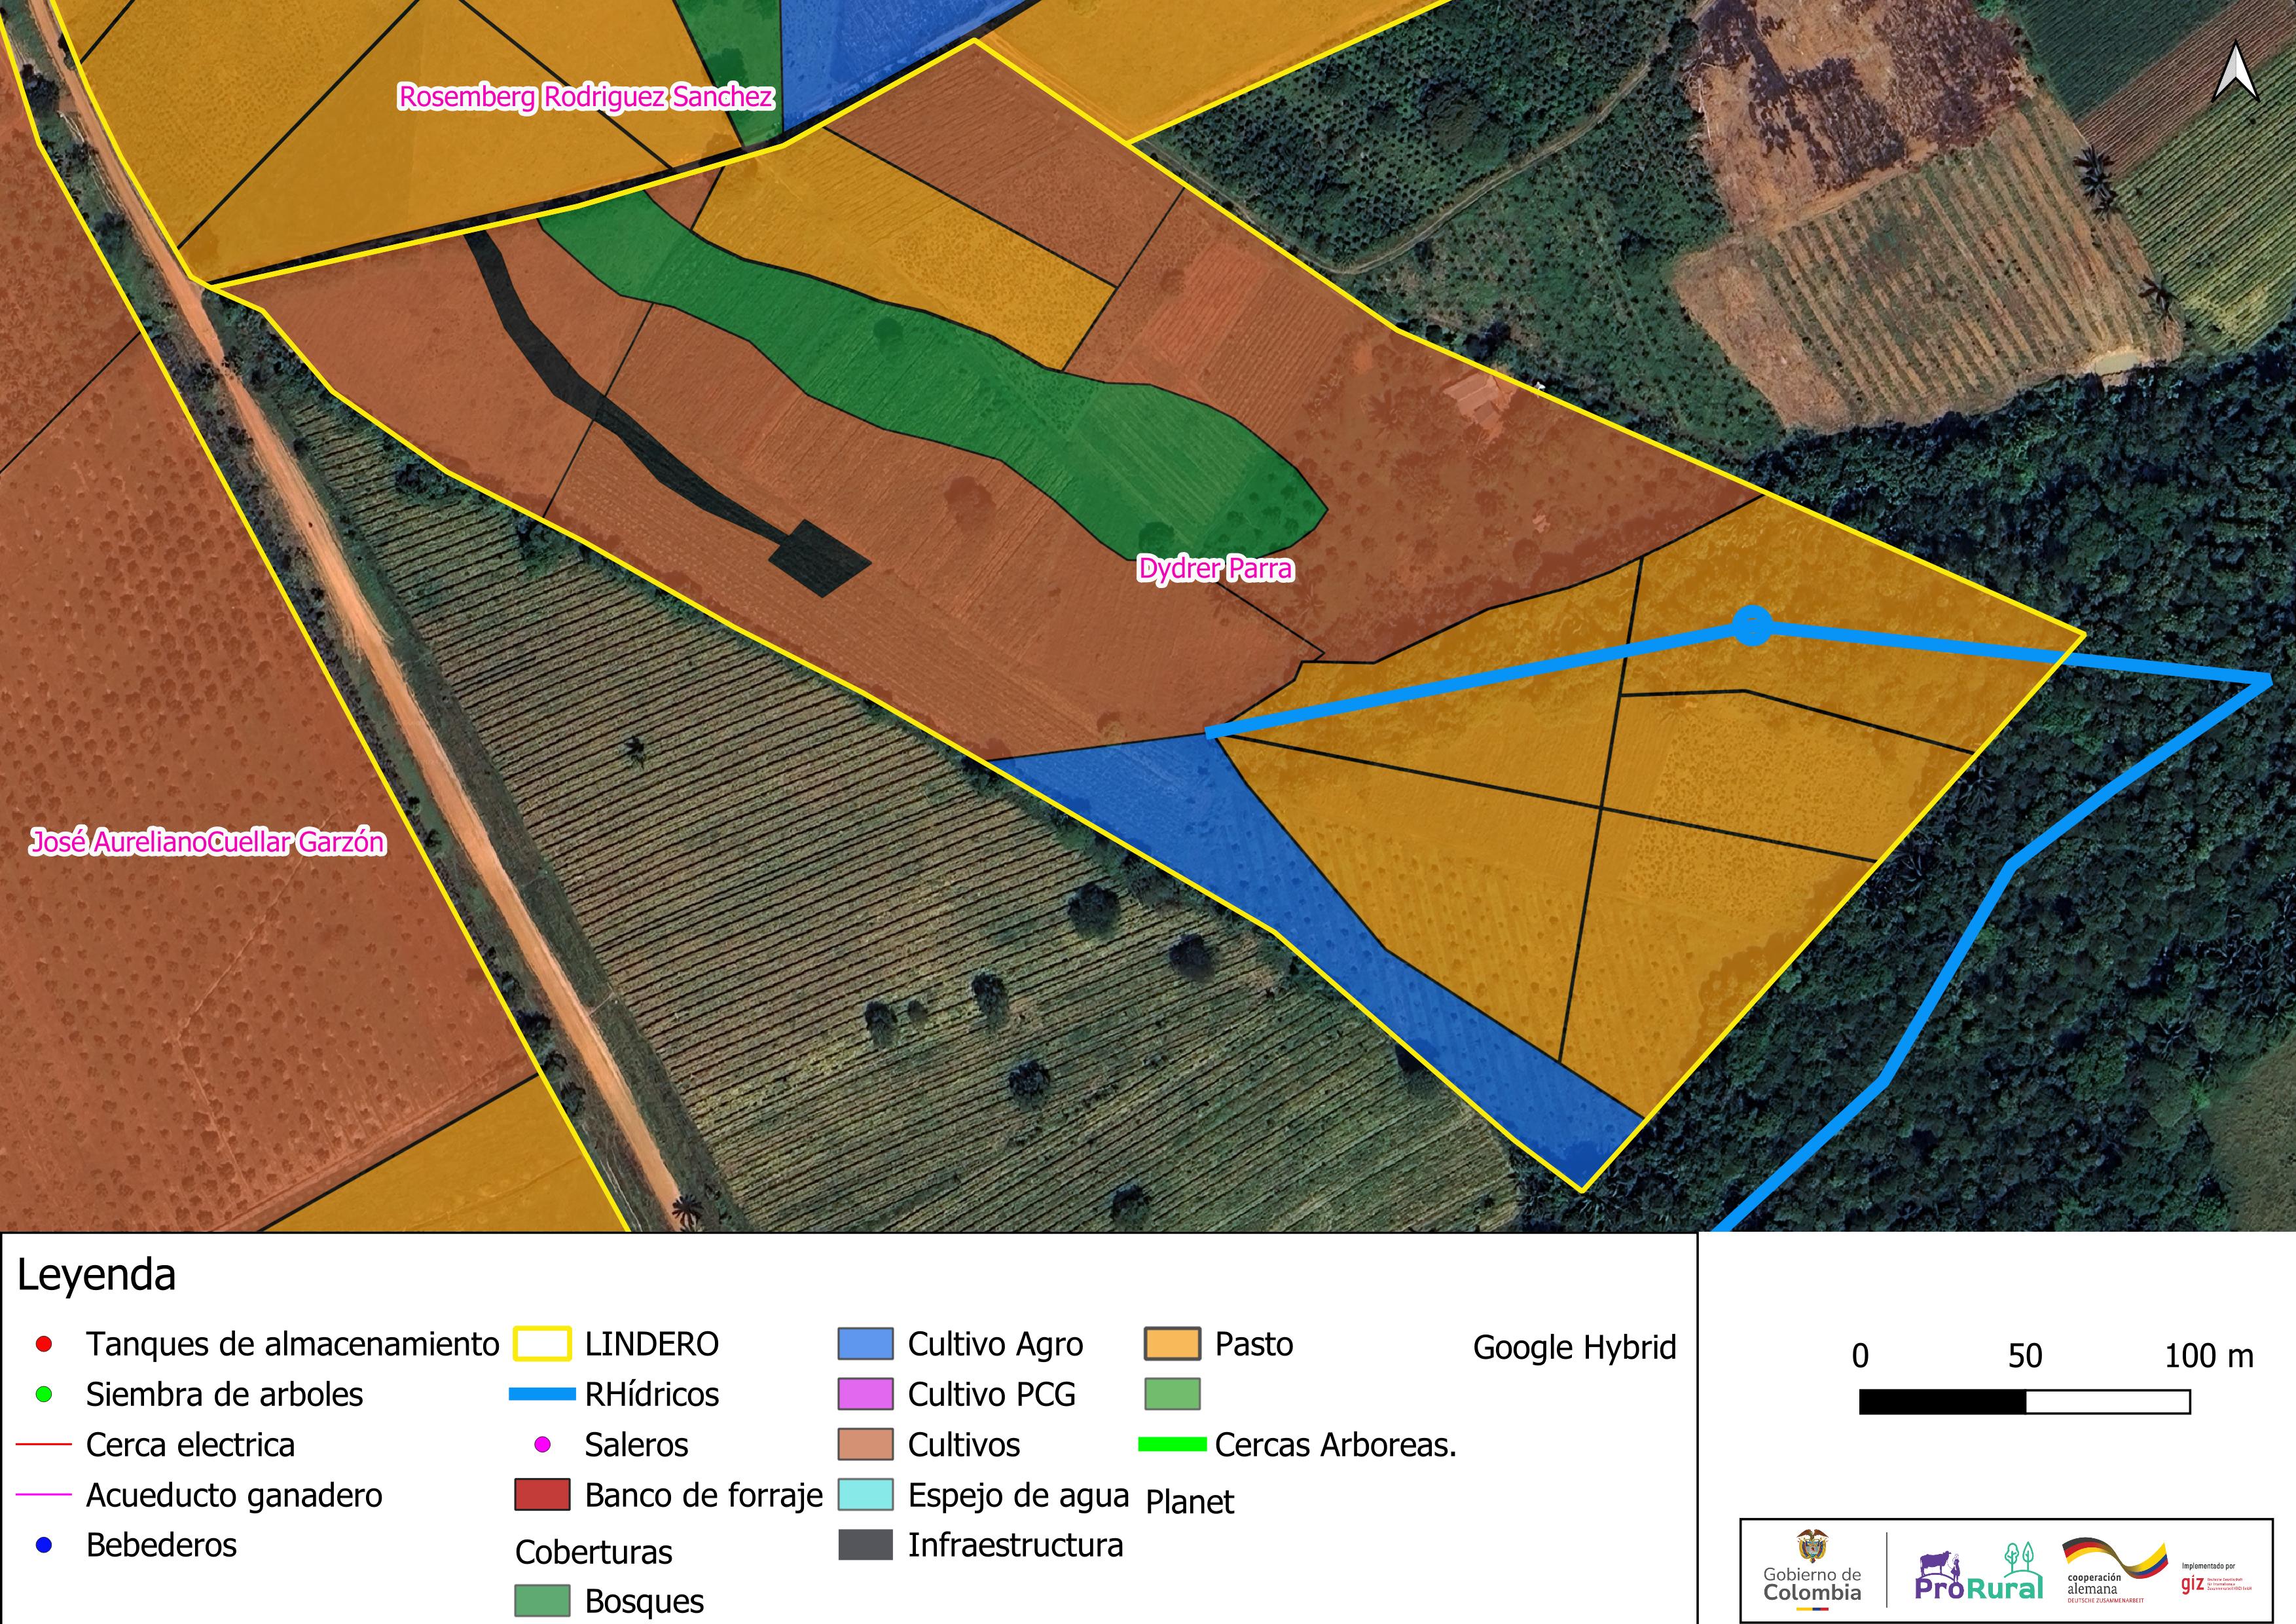 Rosemberg Rodriguez Sanchez
Dydrer Parra
José AurelianoCuellar Garzón
Leyenda
Tanques de almacenamiento
Siembra de arboles
Cerca electrica
Acueducto ganadero
Bebederos
LINDERO
RHídricos
Saleros
Banco de forraje
Coberturas
Bosques
Cultivo Agro
Cultivo PCG
Cultivos
Espejo de agua
Infraestructura
Pasto
Cercas Arboreas.
Planet
Google Hybrid
0 50 100 m
Gobierno de
Colombia
ProRural
cooperación
alemana
DEUTSCHE ZUSAMMENARBEIT
Implementado por
giz